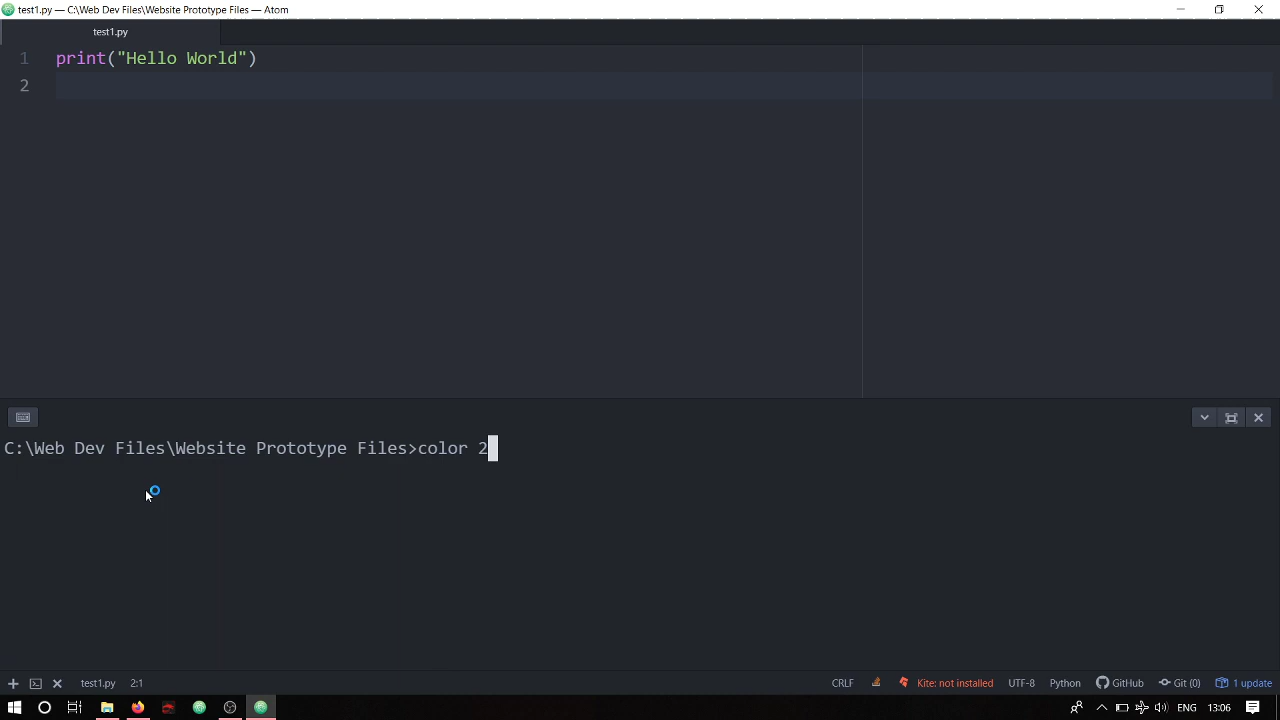 test1.py — C:\Web Dev Files\Website Prototype Files — Atom
test1.py
1 print("Hello World")
2
C:\Web Dev Files\Website Prototype Files>color 2
test1.py 2:1 CRLF Kite: not installed UTF-8 Python GitHub Git (0) 1 update
ENG 13:06